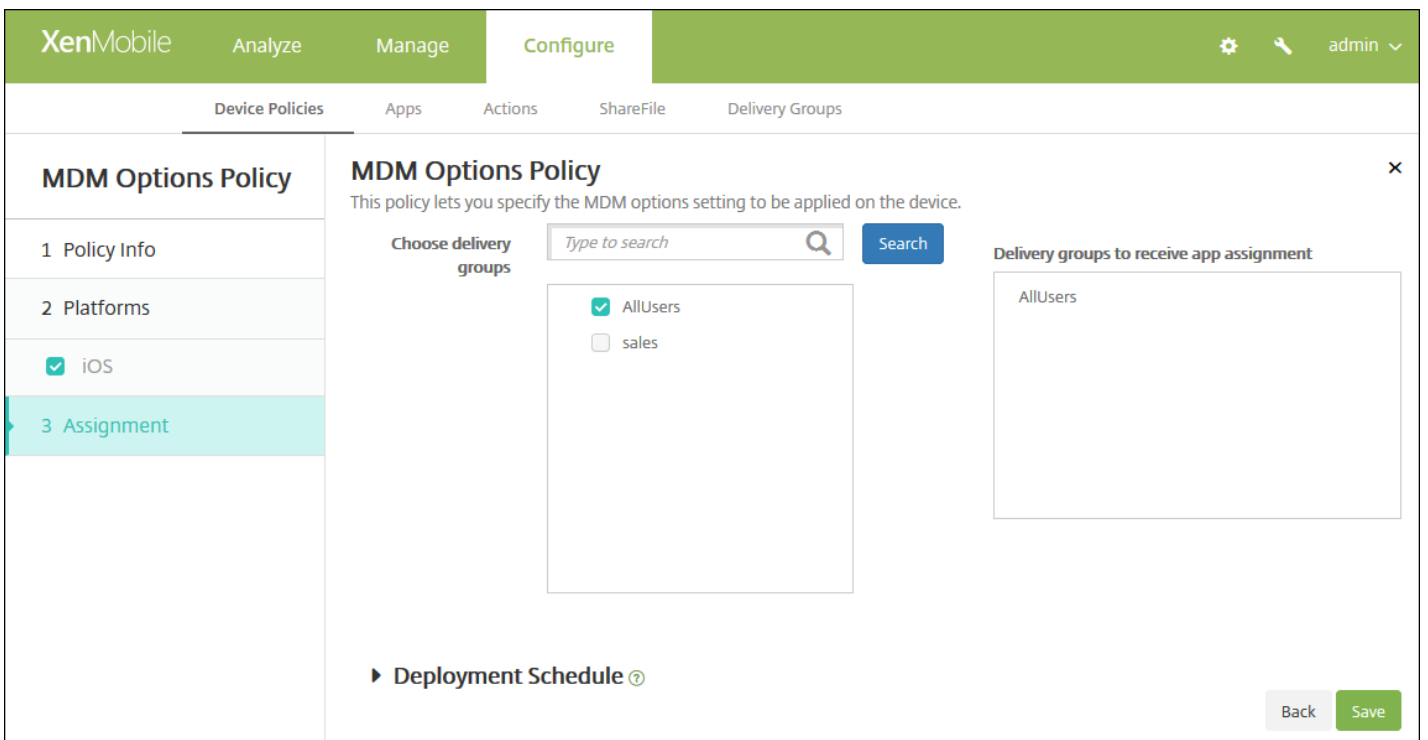 XenMobile Analyze Manage Configure admin
Device Policies Apps Actions ShareFile Delivery Groups
MDM Options Policy
1 Policy Info
2 Platforms
iOS
3 Assignment
MDM Options Policy
This policy lets you specify the MDM options setting to be applied on the device.
Choose delivery
groups
Type to search
Search
AllUsers
sales
Delivery groups to receive app assignment
AllUsers
Deployment Schedule ?
Back Save